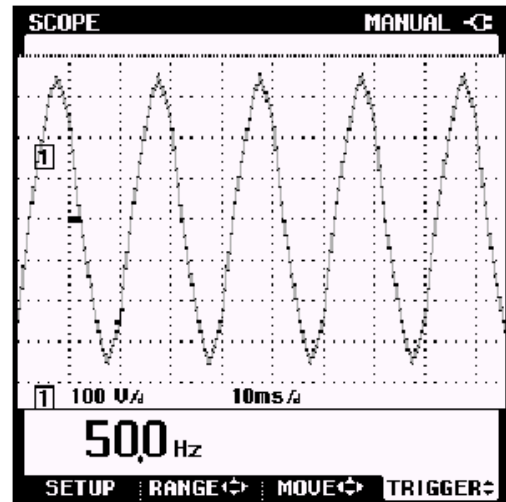 SCOPE MANUAL
1
1 100 V/d 10ms/d
50.0 Hz
SETUP RANGE MOVE TRIGGER